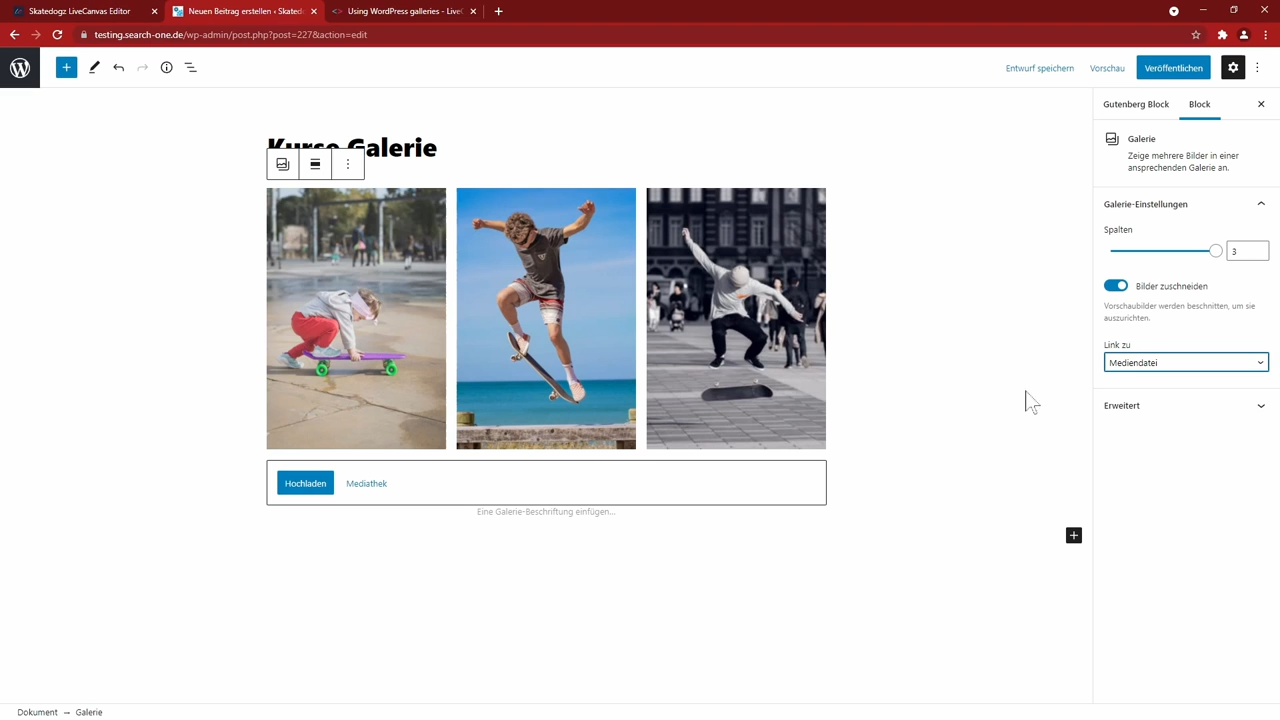 Skatedogz LiveCanvas Editor
Neuen Beitrag erstellen ‹ Skated
Using WordPress galleries - LiveC
testing.search-one.de/wp-admin/post.php?post=227&action=edit
Entwurf speichern
Vorschau
Veröffentlichen
Gutenberg Block
Block
Galerie
Zeige mehrere Bilder in einer
ansprechenden Galerie an.
Kurse Galerie
Galerie-Einstellungen
Spalten
3
Bilder zuschneiden
Vorschaubilder werden beschnitten, um sie
auszurichten.
Link zu
Mediendatei
Erweitert
Hochladen
Mediathek
Eine Galerie-Beschriftung einfügen...
Dokument → Galerie